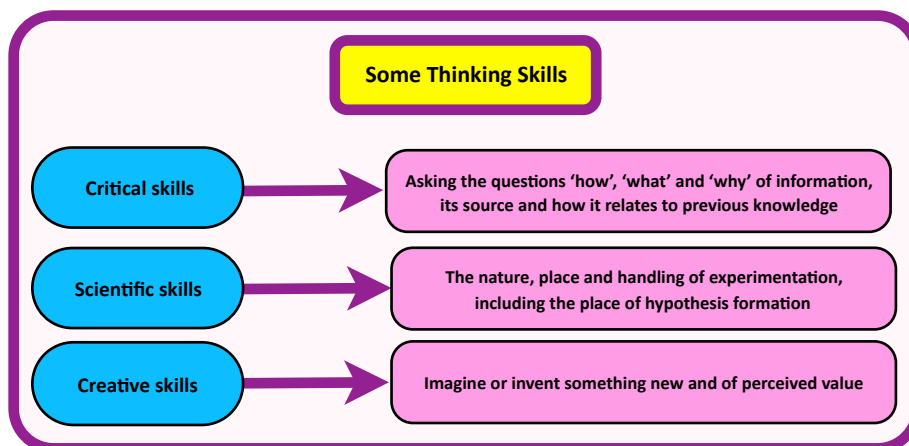 Some Thinking Skills
Critical skills
Asking the questions ‘how’, ‘what’ and ‘why’ of information,
its source and how it relates to previous knowledge
Scientific skills
The nature, place and handling of experimentation,
including the place of hypothesis formation
Creative skills
Imagine or invent something new and of perceived value